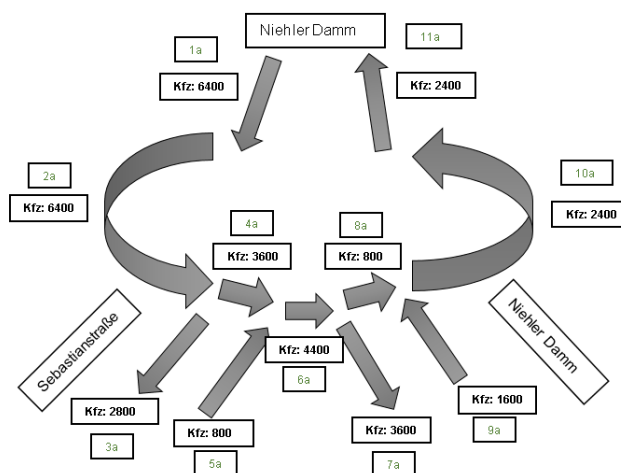 Niehler Damm
1a
11a
Kfz: 6400
Kfz: 2400
2a
10a
Kfz: 6400
Kfz: 2400
4a
8a
Kfz: 3600
Kfz: 800
Sebastianstraße
Niehler Damm
Kfz: 4400
6a
Kfz: 2800
Kfz: 800
Kfz: 3600
Kfz: 1600
3a
5a
7a
9a